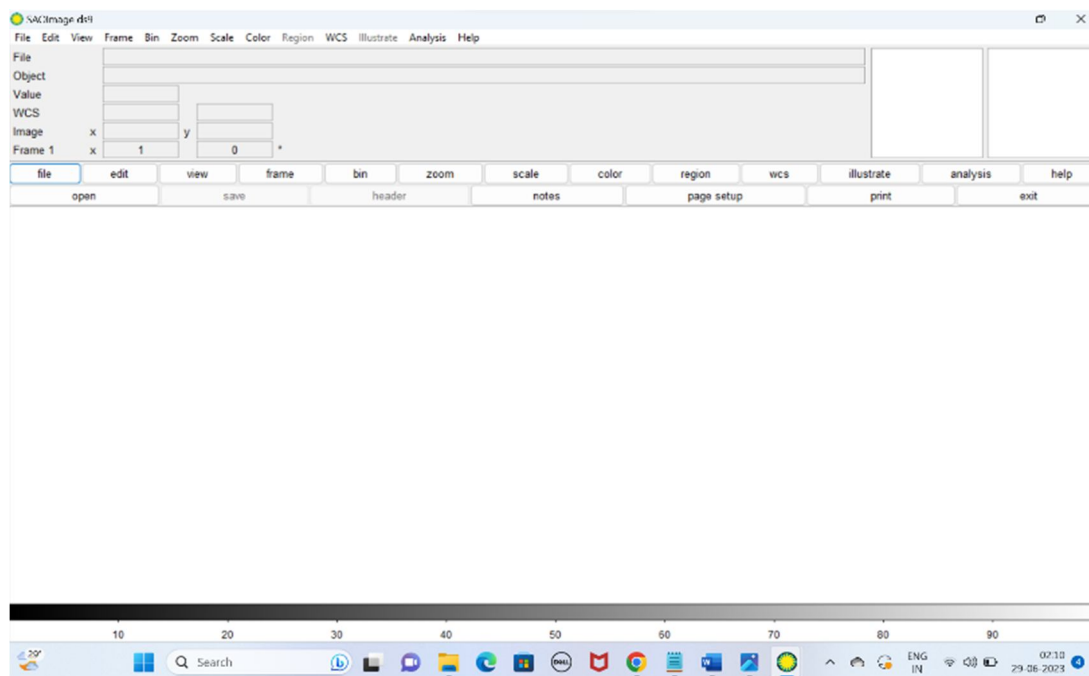 SAOImage ds9
File Edit View Frame Bin Zoom Scale Color Region WCS Illustrate Analysis Help
File
Object
Value
WCS
Image x y
Frame 1 x 1 0 °
file edit view frame bin zoom scale color region wcs illustrate analysis help
open save header notes page setup print exit
10 20 30 40 50 60 70 80 90
29° Search DELL ENG 02:10
IN 29-06-2023 4